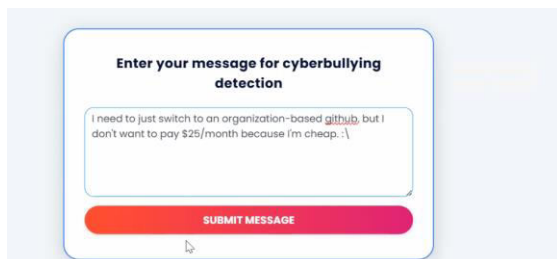 Enter your message for cyberbullying
detection
I need to just switch to an organization-based github, but I
don't want to pay $25/month because I'm cheap. :\
SUBMIT MESSAGE